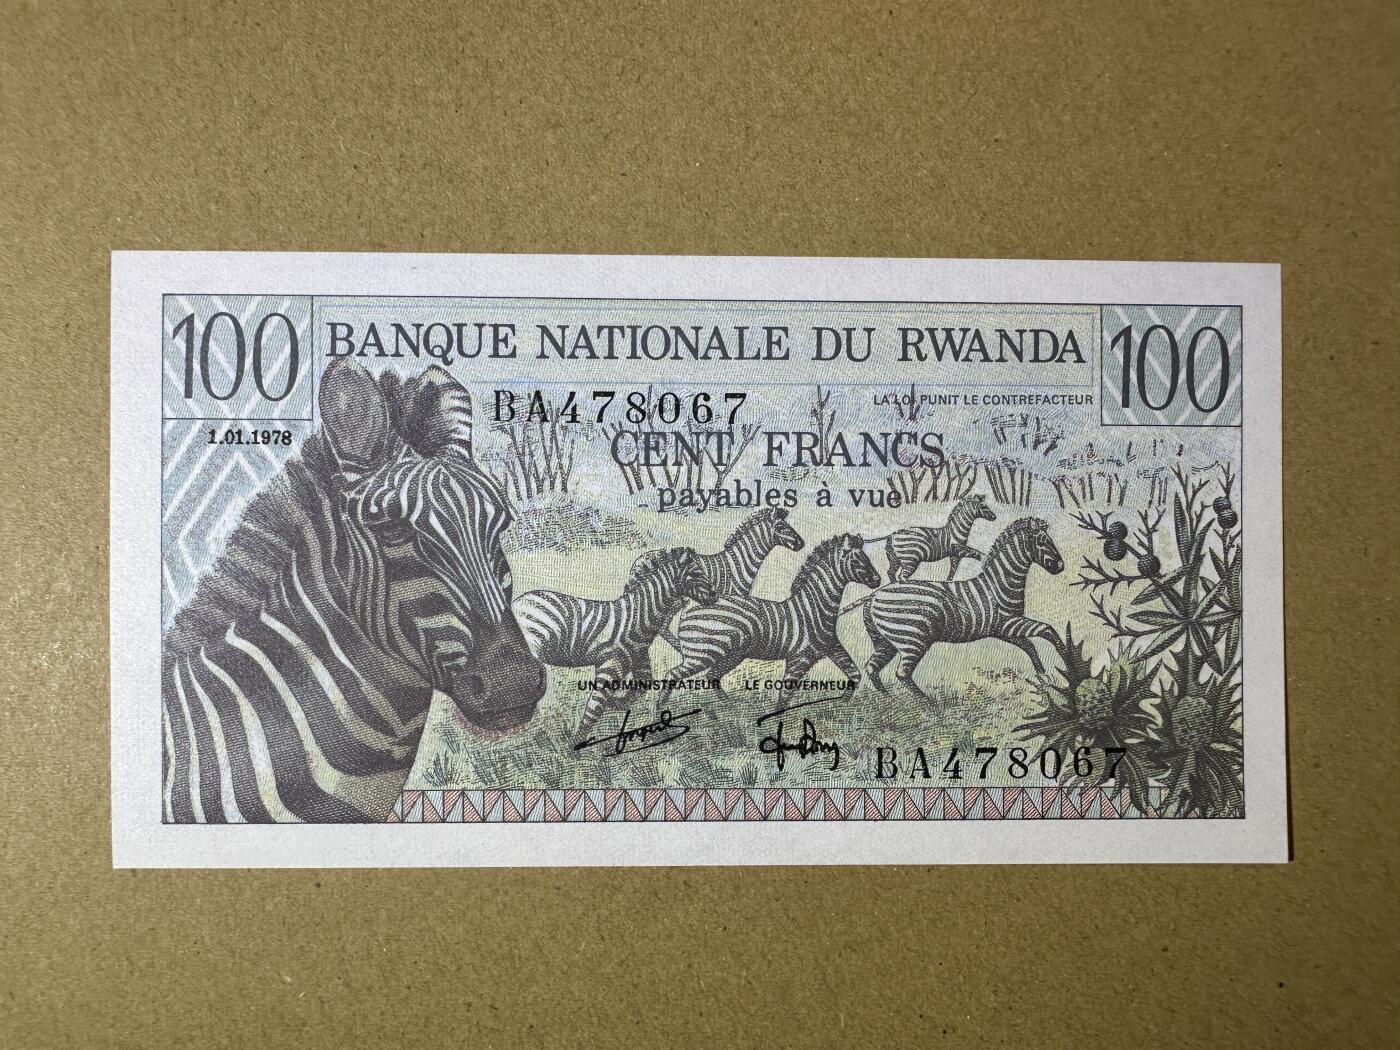 100 BANQUE NATIONALE DU RWANDA 100
BA478067
LA LOI PUNIT LE CONTREFACTEUR
1.01.1978
CENT FRANCS
payables à vue
UN ADMINISTRATEUR LE GOUVERNEUR
BA478067